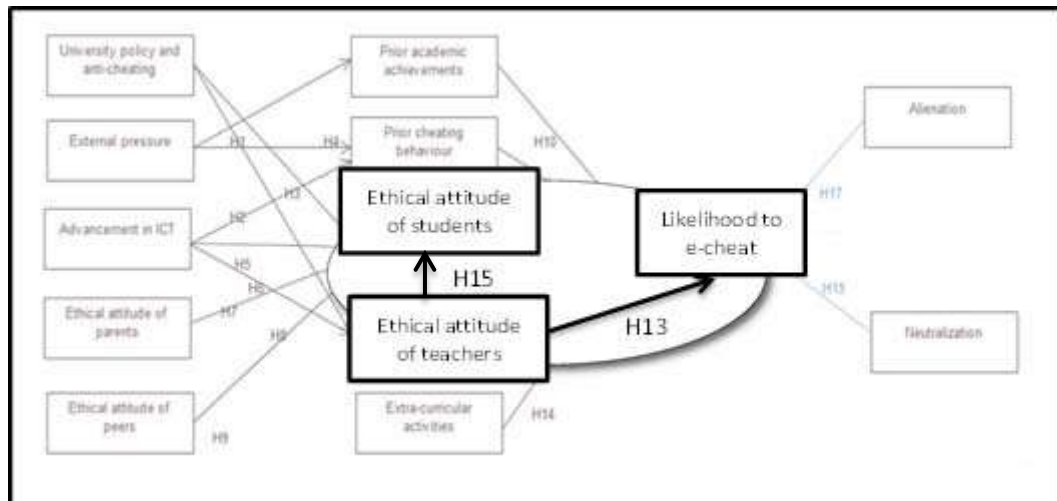 University policy and
anti-cheating
External pressure
Advancement in ICT
Ethical attitude of
parents
Ethical attitude of
peers
H1
H2
H3
H5
H6
H7
H8
H9
Prior academic
achievements
Prior cheating
behaviour
Ethical attitude
of students
H15
Ethical attitude
of teachers
Extra-curricular
activities
H14
H10
H13
Likelihood to
e-cheat
Alienation
H17
Neutralization